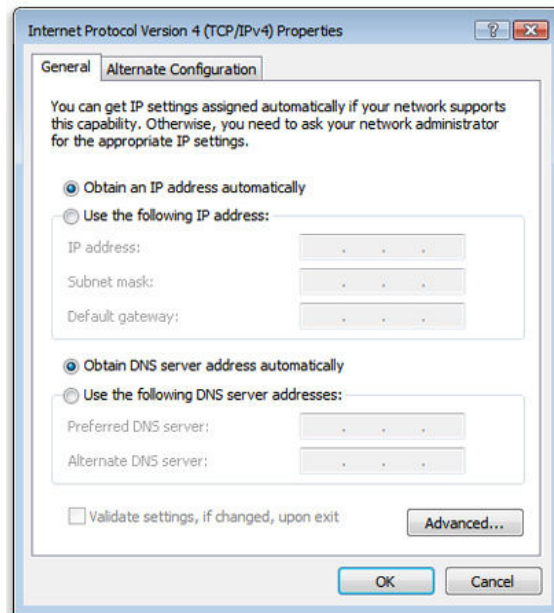 Internet Protocol Version 4 (TCP/IPv4) Properties
General
Alternate Configuration
You can get IP settings assigned automatically if your network supports
this capability. Otherwise, you need to ask your network administrator
for the appropriate IP settings.
Obtain an IP address automatically
Use the following IP address:
IP address:
Subnet mask:
Default gateway:
Obtain DNS server address automatically
Use the following DNS server addresses:
Preferred DNS server:
Alternate DNS server:
Validate settings, if changed, upon exit
Advanced...
OK
Cancel